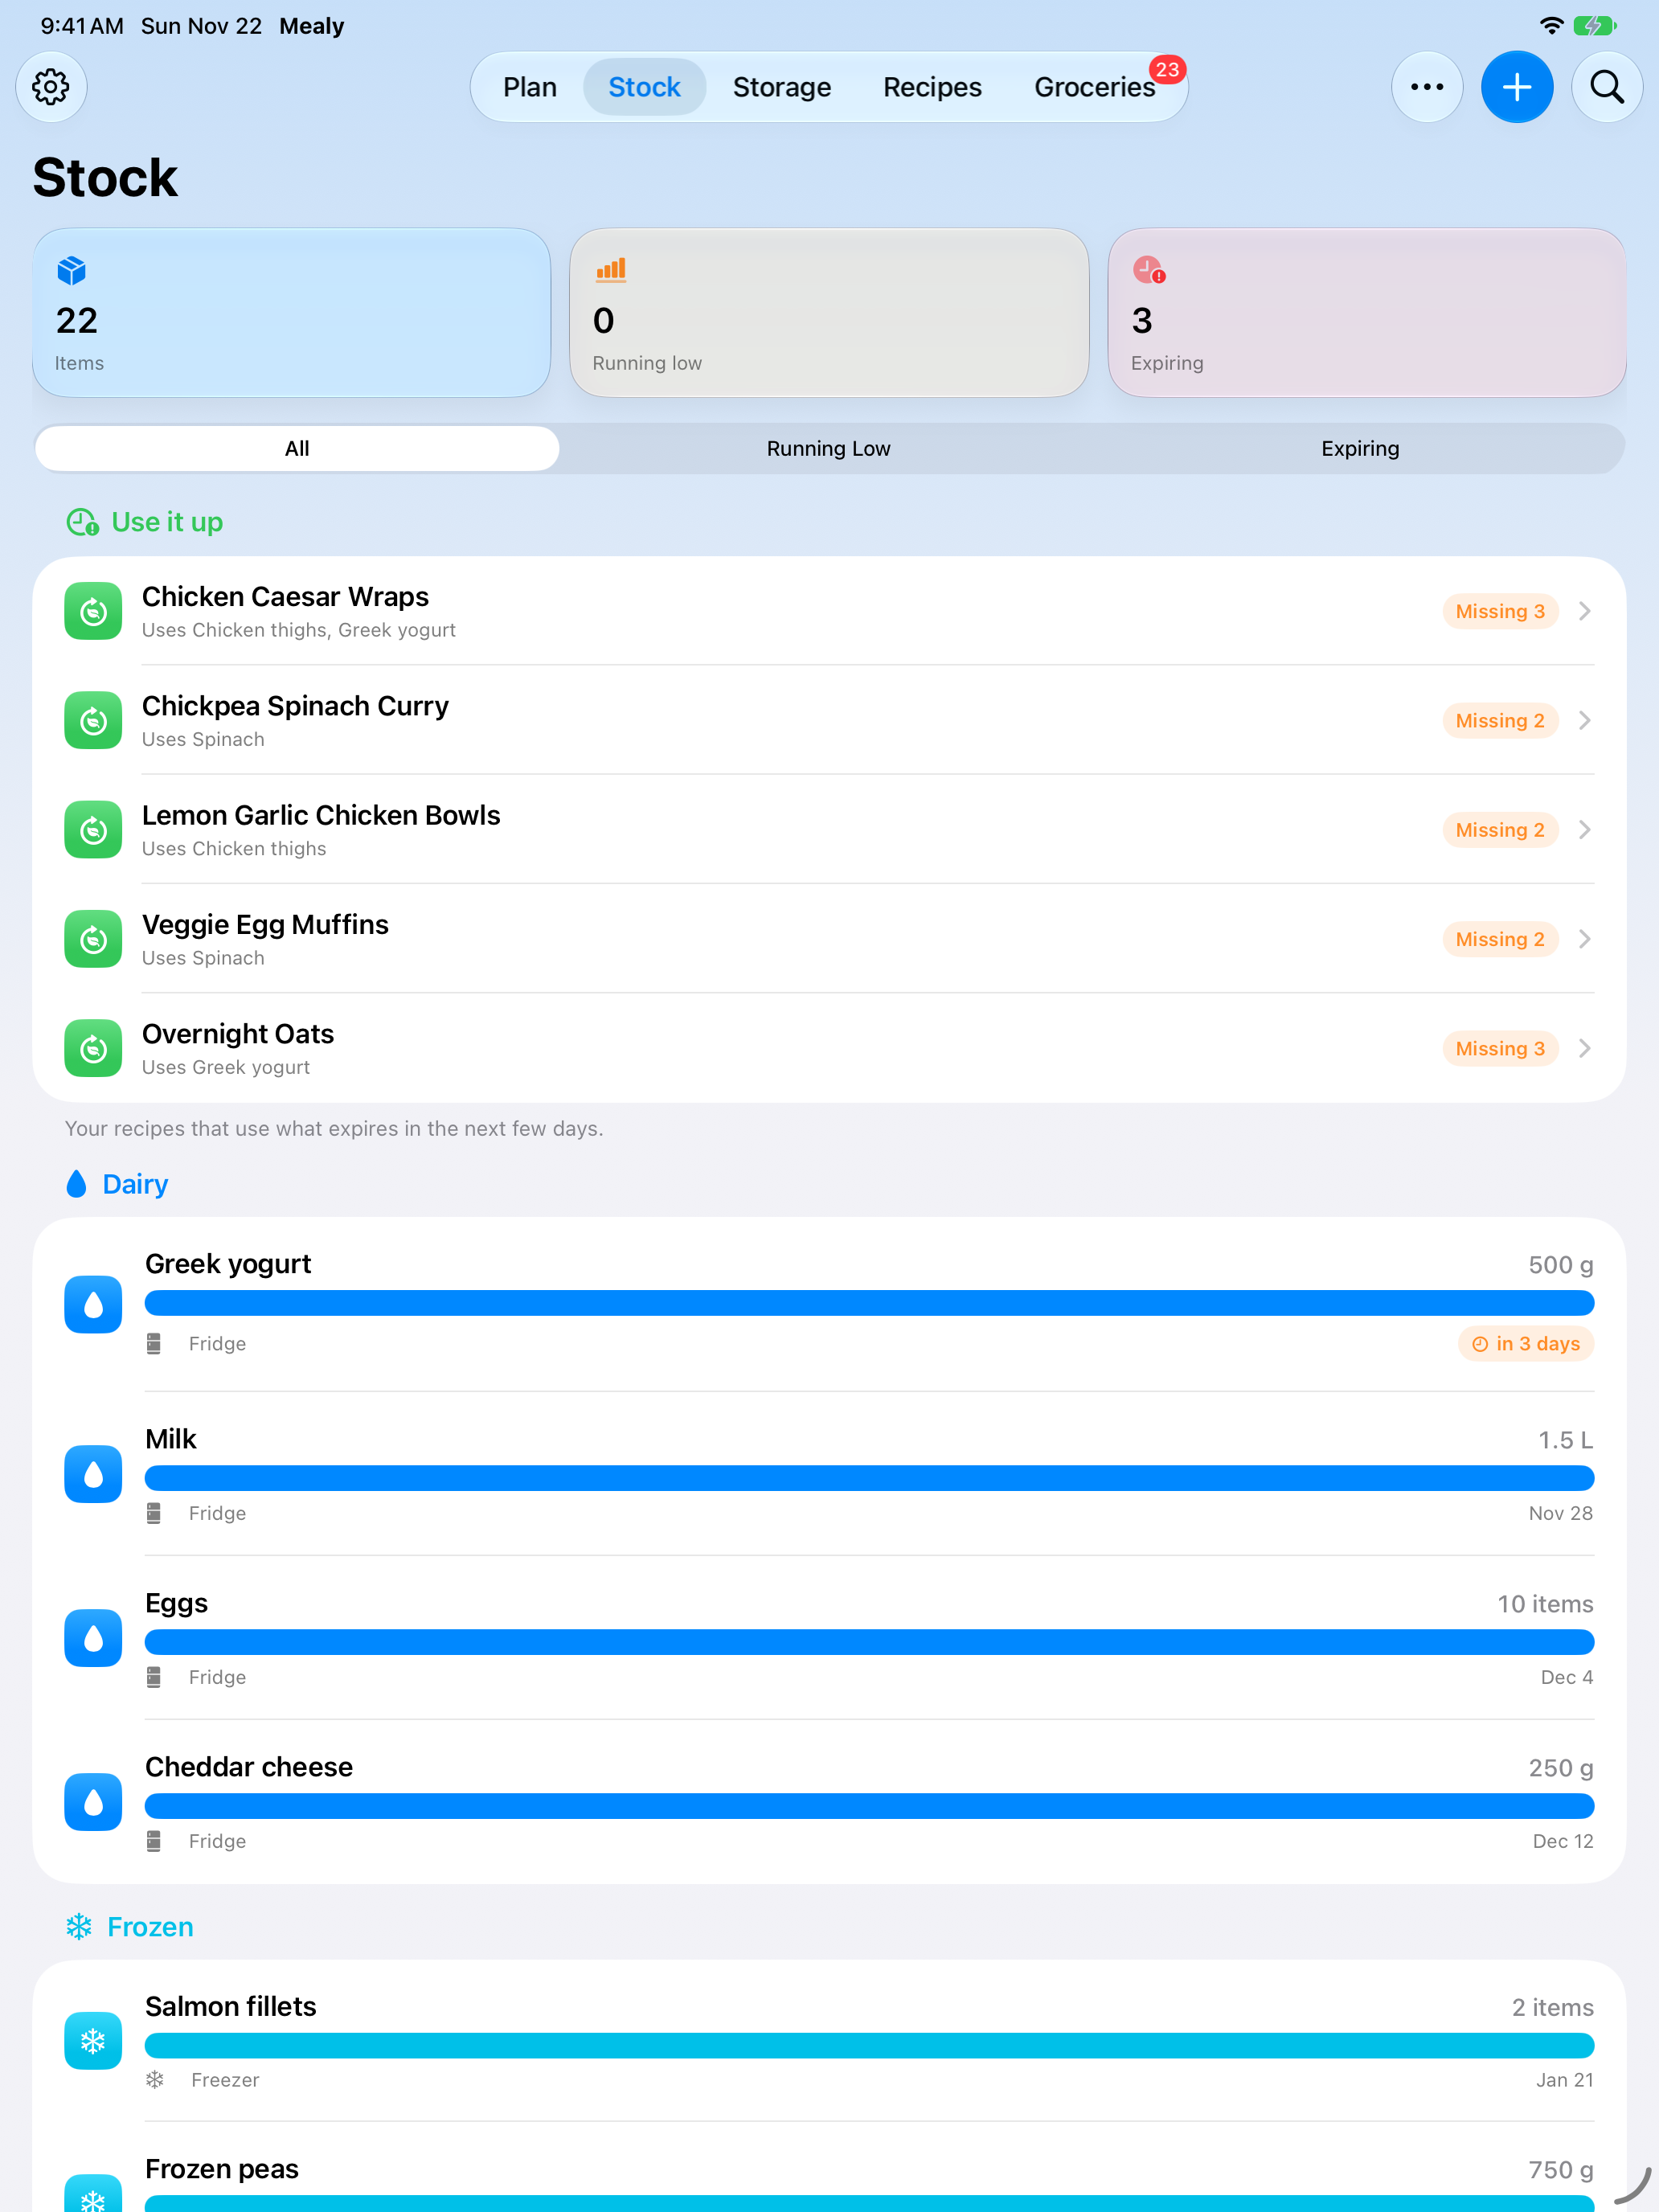 9:41 AM Sun Nov 22 Mealy
Plan Stock Storage Recipes Groceries 23
Stock
22
Items
0
Running low
3
Expiring
All Running Low Expiring
Use it up
Chicken Caesar Wraps
Uses Chicken thighs, Greek yogurt
Missing 3
Chickpea Spinach Curry
Uses Spinach
Missing 2
Lemon Garlic Chicken Bowls
Uses Chicken thighs
Missing 2
Veggie Egg Muffins
Uses Spinach
Missing 2
Overnight Oats
Uses Greek yogurt
Missing 3
Your recipes that use what expires in the next few days.
Dairy
Greek yogurt 500 g
Fridge in 3 days
Milk 1.5 L
Fridge Nov 28
Eggs 10 items
Fridge Dec 4
Cheddar cheese 250 g
Fridge Dec 12
Frozen
Salmon fillets 2 items
Freezer Jan 21
Frozen peas 750 g